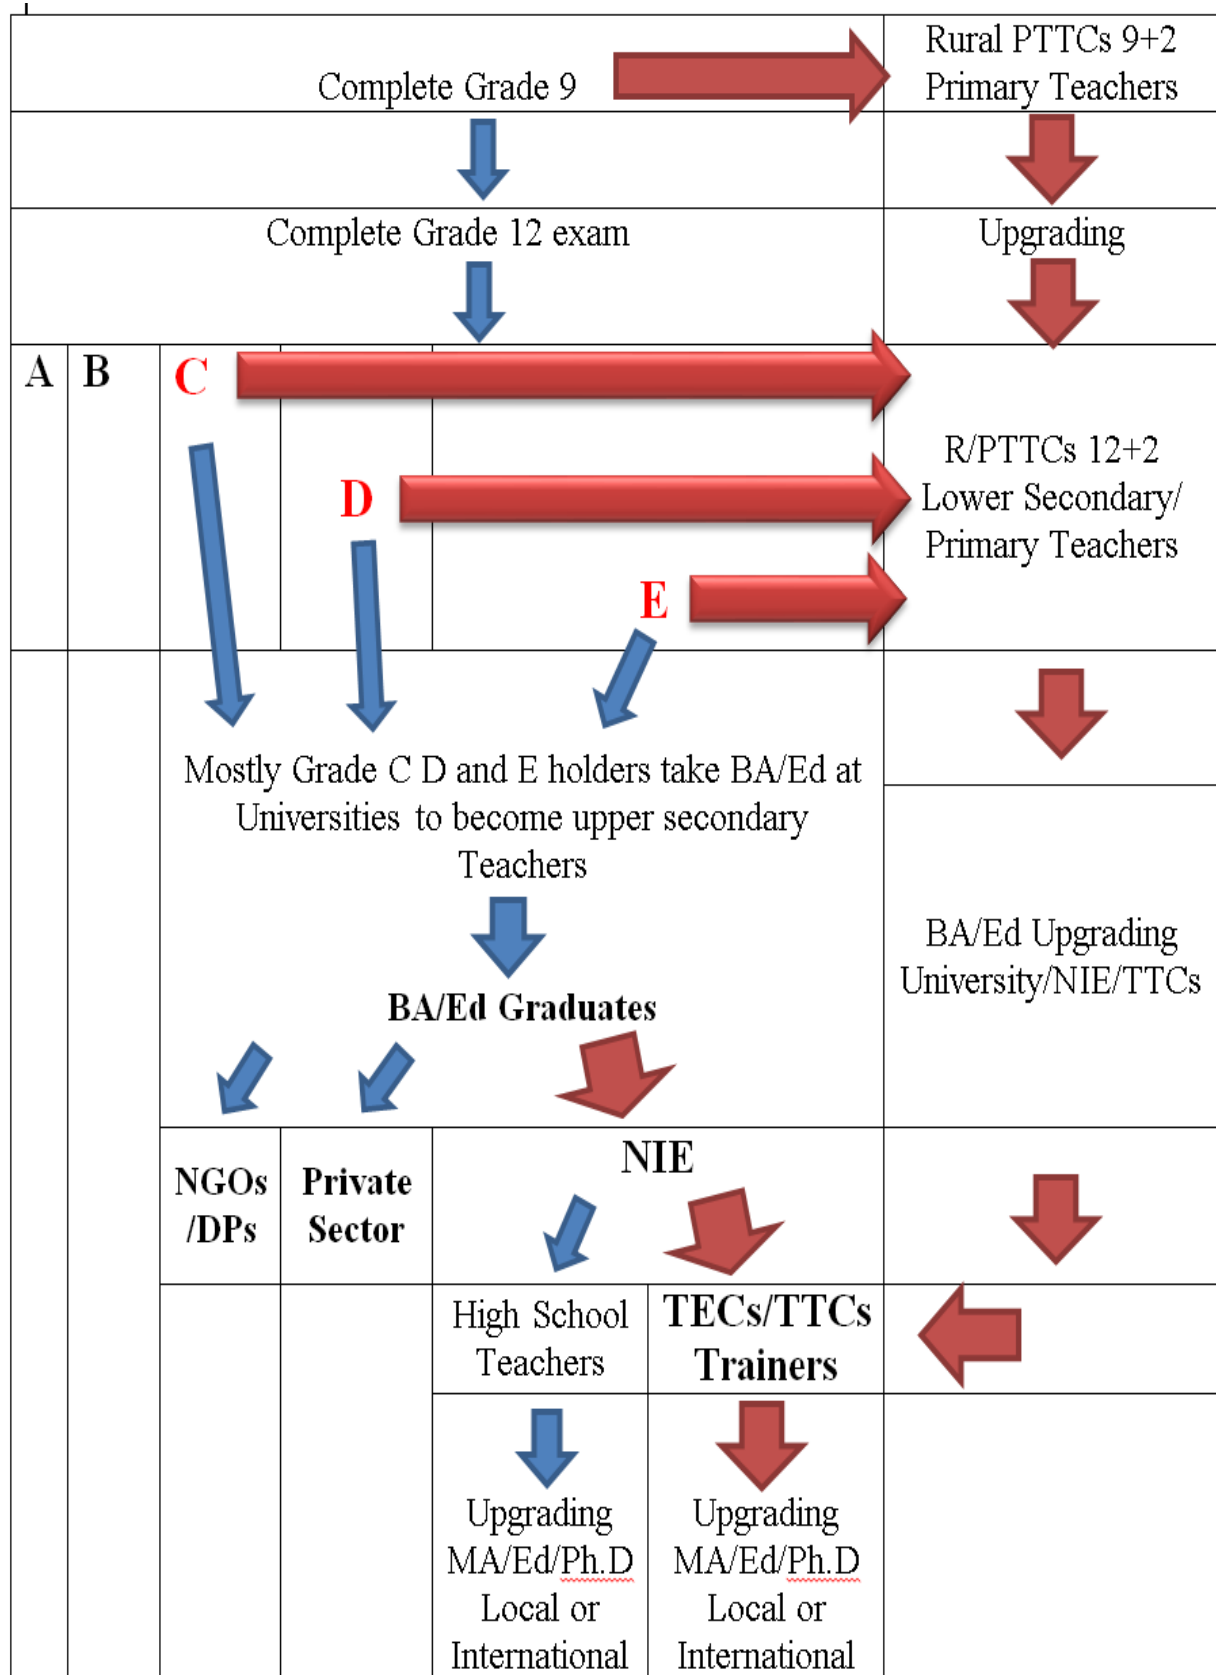 Complete Grade 9
Rural PTTCs 9+2
Primary Teachers
Complete Grade 12 exam
Upgrading
A
B
C
D
E
R/PTTCs 12+2
Lower Secondary/
Primary Teachers
Mostly Grade C D and E holders take BA/Ed at
Universities to become upper secondary
Teachers
BA/Ed Graduates
BA/Ed Upgrading
University/NIE/TTCs
NGOs
/DPs
Private
Sector
NIE
High School
Teachers
TECs/TTCs
Trainers
Upgrading
MA/Ed/Ph.D
Local or
International
Upgrading
MA/Ed/Ph.D
Local or
International